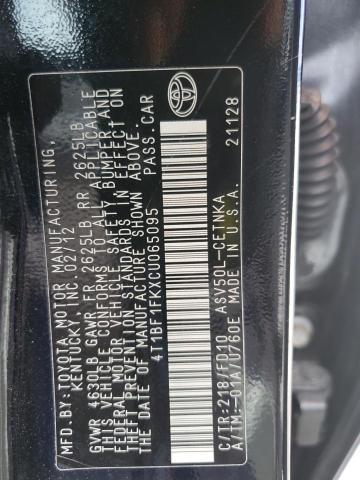 MFD.BY: TOYOTA MOTOR MANUFACTURING,
KENTUCKY, INC. 02/12
GVWR 4630LB GAWR FR. 2625LB RR. 2625LB
THIS VEHICLE CONFORMS TO ALL APPLICABLE
FEDERAL MOTOR VEHICLE SAFETY, BUMPER, AND
THEFT PREVENTION STANDARDS IN EFFECT ON
THE DATE OF MANUFACTURE SHOWN ABOVE.
4T1BF1FKXCU065095 PASS.CAR
C/TR:218/FD10 ASV50L-CETNKA
A/TM:-01A/U760E MADE IN U.S.A.
21128